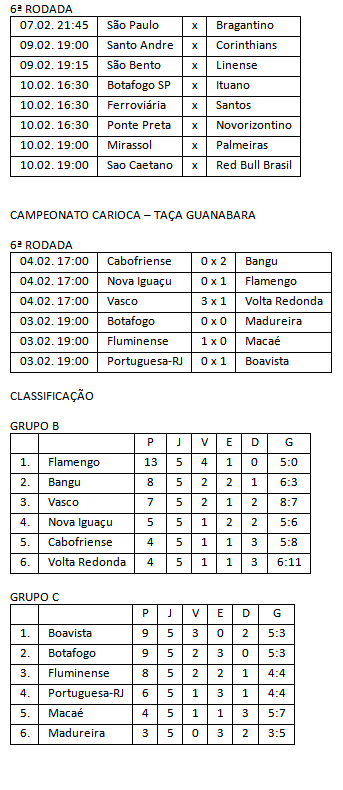 6ª RODADA
07.02. 21:45 São Paulo x Bragantino
09.02. 19:00 Santo Andre x Corinthians
09.02. 19:15 São Bento x Linense
10.02. 16:30 Botafogo SP x Ituano
10.02. 16:30 Ferroviária x Santos
10.02. 16:30 Ponte Preta x Novorizontino
10.02. 19:00 Mirassol x Palmeiras
10.02. 19:00 Sao Caetano x Red Bull Brasil
CAMPEONATO CARIOCA – TAÇA GUANABARA
6ª RODADA
04.02. 17:00 Cabofriense 0 x 2 Bangu
04.02. 17:00 Nova Iguaçu 0 x 1 Flamengo
04.02. 17:00 Vasco 3 x 1 Volta Redonda
03.02. 19:00 Botafogo 0 x 0 Madureira
03.02. 19:00 Fluminense 1 x 0 Macaé
03.02. 19:00 Portuguesa-RJ 0 x 1 Boavista
CLASSIFICAÇÃO
GRUPO B
P J V E D G
1. Flamengo 13 5 4 1 0 5:0
2. Bangu 8 5 2 2 1 6:3
3. Vasco 7 5 2 1 2 8:7
4. Nova Iguaçu 5 5 1 2 2 5:6
5. Cabofriense 4 5 1 1 3 5:8
6. Volta Redonda 4 5 1 1 3 6:11
GRUPO C
P J V E D G
1. Boavista 9 5 3 0 2 5:3
2. Botafogo 9 5 2 3 0 5:3
3. Fluminense 8 5 2 2 1 4:4
4. Portuguesa-RJ 6 5 1 3 1 4:4
5. Macaé 4 5 1 1 3 5:7
6. Madureira 3 5 0 3 2 3:5